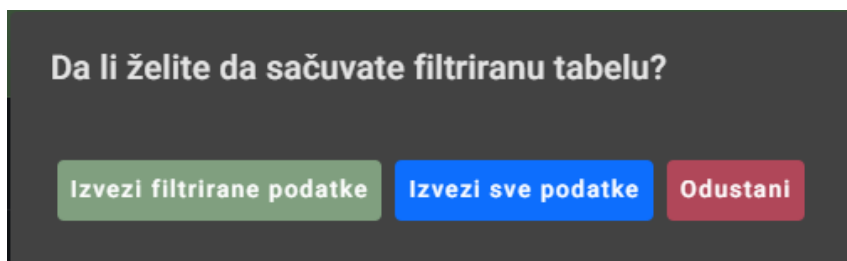 Da li želite da sačuvate filtriranu tabelu?
Izvezi filtrirane podatke Izvezi sve podatke Odustani